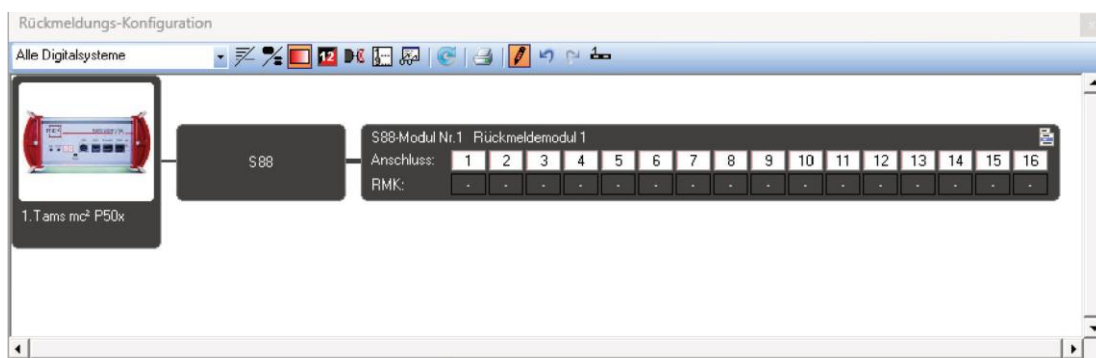 Rückmeldungs-Konfiguration
Alle Digitalsysteme
12
S88-Modul Nr.1 Rückmeldemodul 1
S88
Anschluss: 1 2 3 4 5 6 7 8 9 10 11 12 13 14 15 16
RMK: - - - - - - - - - - - - - - - -
1.Tams mc² P50x